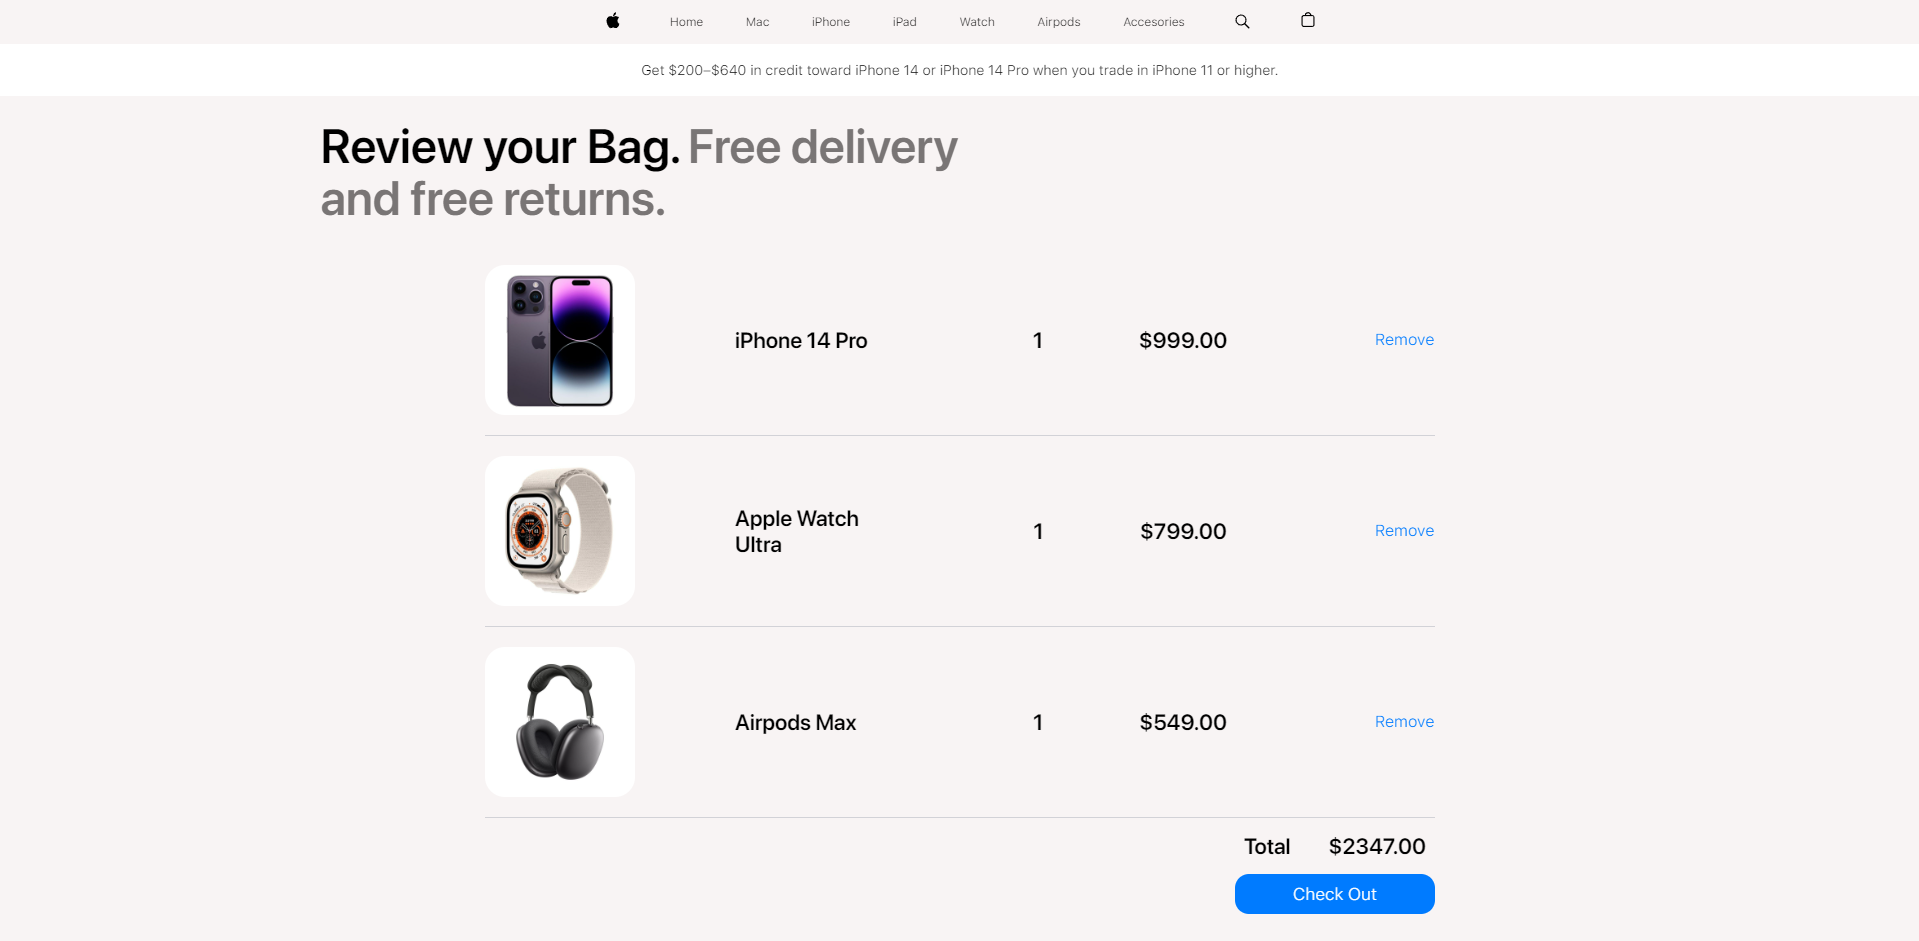 Home Mac iPhone iPad Watch Airpods Accesories
Get $200–$640 in credit toward iPhone 14 or iPhone 14 Pro when you trade in iPhone 11 or higher.
Review your Bag. Free delivery
and free returns.
iPhone 14 Pro 1 $999.00 Remove
Apple Watch
Ultra 1 $799.00 Remove
Airpods Max 1 $549.00 Remove
Total $2347.00
Check Out